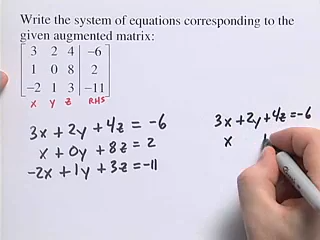 Write the system of equations corresponding to the
given augmented matrix:
3 2 4 -6
1 0 8 2
-2 1 3 -11
x y z RHS
3x + 2y + 4z = -6
x + 0y + 8z = 2
-2x + 1y + 3z = -11
3x + 2y + 4z = -6
x